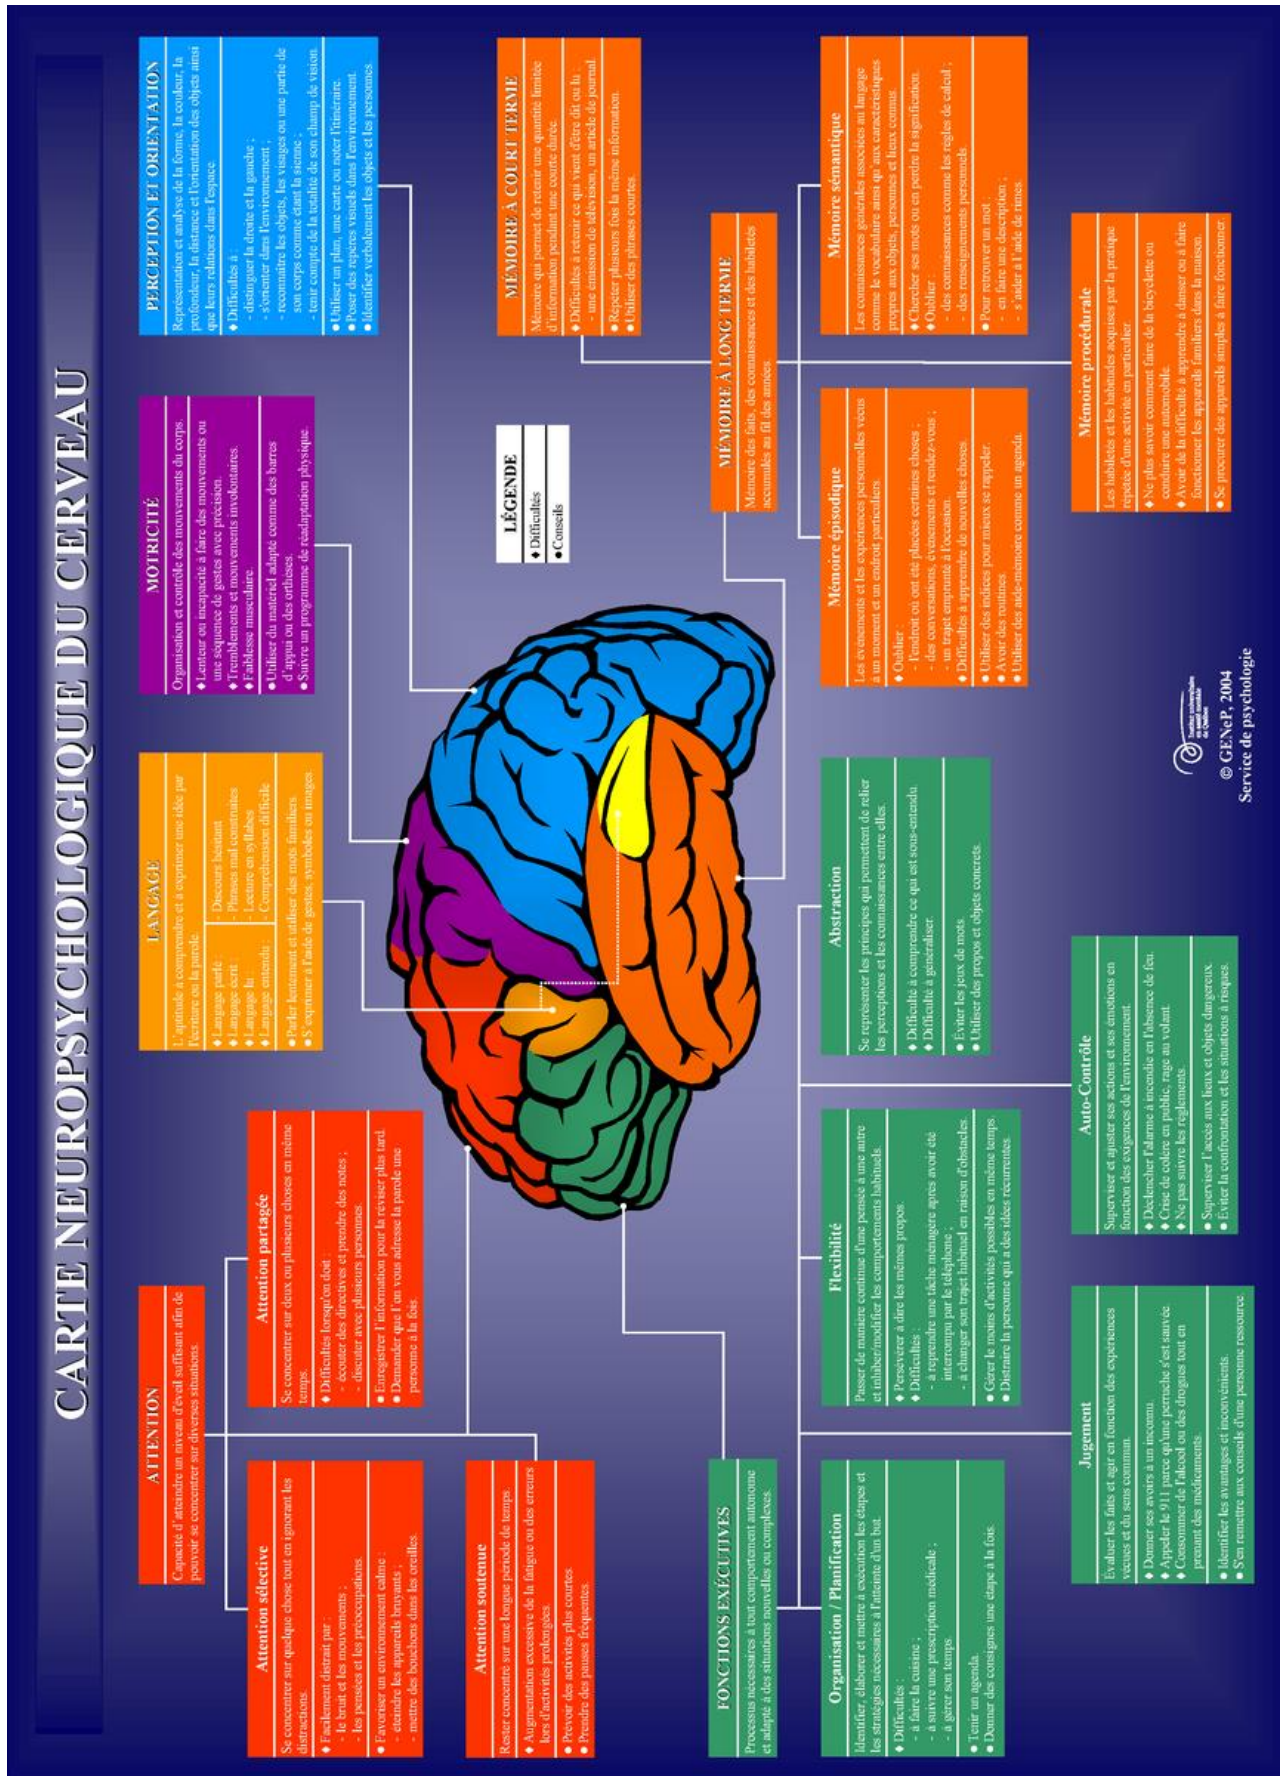 CARTE NEUROPSYCHOLOGIQUE DU CERVEAU
ATTENTION
Capacité d'atteindre un niveau d'éveil suffisant afin de
pouvoir se concentrer sur diverses situations.
Attention sélective
Se concentrer sur quelque chose tout en ignorant les
distractions.
♦ Facilement distrait par :
- le bruit et les mouvements ;
- les pensées et les préoccupations.
● Favoriser un environnement calme :
- éteindre les appareils bruyants ;
- mettre des bouchons dans les oreilles.
Attention partagée
Se concentrer sur deux ou plusieurs choses en même
temps.
♦ Difficultés lorsqu'on doit :
- écouter des directives et prendre des notes ;
- discuter avec plusieurs personnes.
● Enregistrer l'information pour la réviser plus tard.
● Demander que l'on vous adresse la parole une
personne à la fois.
Attention soutenue
Rester concentré sur une longue période de temps.
♦ Augmentation excessive de la fatigue ou des erreurs
lors d'activités prolongées.
● Prévoir des activités plus courtes.
● Prendre des pauses fréquentes.
LANGAGE
L'aptitude à comprendre et à exprimer une idée par
l'écriture ou la parole.
♦ Langage parlé : - Discours hésitant
♦ Langage écrit : - Phrases mal construites
♦ Langage lu : - Lecture en syllabes
♦ Langage entendu : - Compréhension difficile
● Parler lentement et utiliser des mots familiers.
● S'exprimer à l'aide de gestes, symboles ou images.
MOTRICITÉ
Organisation et contrôle des mouvements du corps.
♦ Lenteur ou incapacité à faire des mouvements ou
une séquence de gestes avec précision.
♦ Tremblements et mouvements involontaires.
♦ Faiblesse musculaire.
● Utiliser du matériel adapté comme des barres
d'appui ou des orthèses.
● Suivre un programme de réadaptation physique.
PERCEPTION ET ORIENTATION
Représentation et analyse de la forme, la couleur, la
profondeur, la distance et l'orientation des objets ainsi
que leurs relations dans l'espace.
♦ Difficultés à :
- distinguer la droite et la gauche ;
- s'orienter dans l'environnement ;
- reconnaître les objets, les visages ou une partie de
son corps comme étant la sienne ;
- tenir compte de la totalité de son champ de vision.
● Utiliser un plan, une carte ou noter l'itinéraire.
● Poser des repères visuels dans l'environnement.
● Identifier verbalement les objets et les personnes.
LÉGENDE
♦ Difficultés
● Conseils
MÉMOIRE À COURT TERME
Mémoire qui permet de retenir une quantité limitée
d'information pendant une courte durée.
♦ Difficultés à retenir ce qui vient d'être dit ou lu :
- une émission de télévision, un article de journal.
● Répéter plusieurs fois la même information.
● Utiliser des phrases courtes.
MÉMOIRE À LONG TERME
Mémoire des faits, des connaissances et des habiletés
accumulés au fil des années.
Mémoire épisodique
Les évènements et les expériences personnelles vécus
à un moment et un endroit particuliers.
♦ Oublier :
- l'endroit où ont été placées certaines choses ;
- des conversations, évènements et rendez-vous ;
- un trajet emprunté à l'occasion.
♦ Difficultés à apprendre de nouvelles choses.
● Utiliser des indices pour mieux se rappeler.
● Avoir des routines.
● Utiliser des aide-mémoire comme un agenda.
Mémoire sémantique
Les connaissances générales associées au langage
comme le vocabulaire ainsi qu'aux caractéristiques
propres aux objets, personnes et lieux connus.
♦ Chercher ses mots ou en perdre la signification.
♦ Oublier :
- des connaissances comme les règles de calcul ;
- des renseignements personnels.
● Pour retrouver un mot :
- en faire une description ;
- s'aider à l'aide de rimes.
Mémoire procédurale
Les habiletés et les habitudes acquises par la pratique
répétée d'une activité en particulier.
♦ Ne plus savoir comment faire de la bicyclette ou
conduire une automobile.
♦ Avoir de la difficulté à apprendre à danser ou à faire
fonctionner les appareils familiers dans la maison.
● Se procurer des appareils simples à faire fonctionner.
FONCTIONS EXÉCUTIVES
Processus nécessaires à tout comportement autonome
et adapté à des situations nouvelles ou complexes.
Organisation / Planification
Identifier, élaborer et mettre à exécution les étapes et
les stratégies nécessaires à l'atteinte d'un but.
♦ Difficultés :
- à faire la cuisine ;
- à suivre une prescription médicale ;
- à gérer son temps.
● Tenir un agenda.
● Donner des consignes une étape à la fois.
Flexibilité
Passer de manière continue d'une pensée à une autre
et inhiber/modifier les comportements habituels.
♦ Persévérer à dire les mêmes propos.
♦ Difficultés :
- à reprendre une tâche ménagère après avoir été
interrompu par le téléphone ;
- à changer son trajet habituel en raison d'obstacles.
● Gérer le moins d'activités possibles en même temps.
● Distraire la personne qui a des idées récurrentes.
Abstraction
Se représenter les principes qui permettent de relier
les perceptions et les connaissances entre elles.
♦ Difficulté à comprendre ce qui est sous-entendu.
♦ Difficulté à généraliser.
● Éviter les jeux de mots.
● Utiliser des propos et objets concrets.
Jugement
Évaluer les faits et agir en fonction des expériences
vécues et du sens commun.
♦ Donner ses avoirs à un inconnu.
♦ Appeler le 911 parce qu'une perruche s'est sauvée
♦ Consommer de l'alcool ou des drogues tout en
prenant des médicaments.
● Identifier les avantages et inconvénients.
● S'en remettre aux conseils d'une personne ressource.
Auto-Contrôle
Superviser et ajuster ses actions et ses émotions en
fonction des exigences de l'environnement.
♦ Déclencher l'alarme à incendie en l'absence de feu.
♦ Crise de colère en public, rage au volant.
♦ Ne pas suivre les règlements.
● Superviser l'accès aux lieux et objets dangereux.
● Éviter la confrontation et les situations à risques.
Institut universitaire
en santé mentale
de Québec
© GENeP, 2004
Service de psychologie